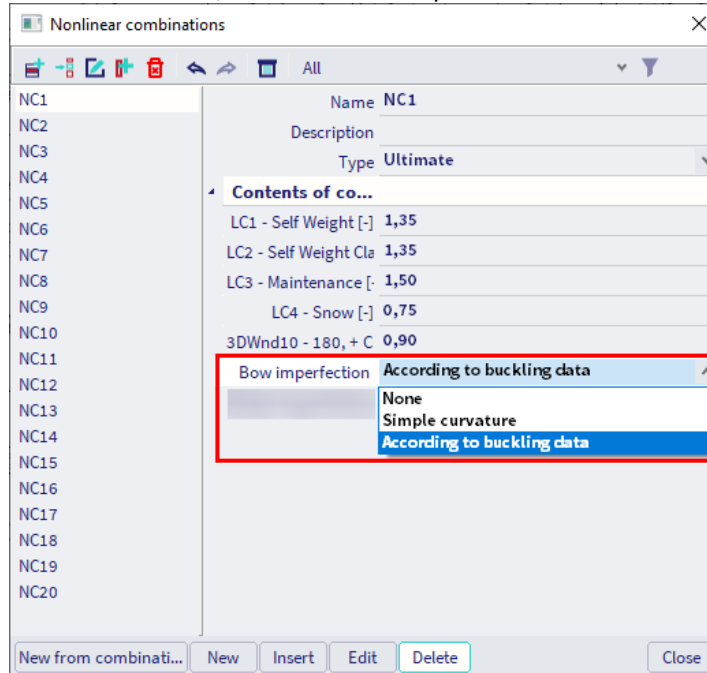 Nonlinear combinations
All
NC1
NC2
NC3
NC4
NC5
NC6
NC7
NC8
NC9
NC10
NC11
NC12
NC13
NC14
NC15
NC16
NC17
NC18
NC19
NC20
Name NC1
Description
Type Ultimate
Contents of co...
LC1 - Self Weight [-] 1,35
LC2 - Self Weight Cla 1,35
LC3 - Maintenance [- 1,50
LC4 - Snow [-] 0,75
3DWnd10 - 180, + C 0,90
Bow imperfection According to buckling data
None
Simple curvature
According to buckling data
New from combinati... New Insert Edit Delete Close